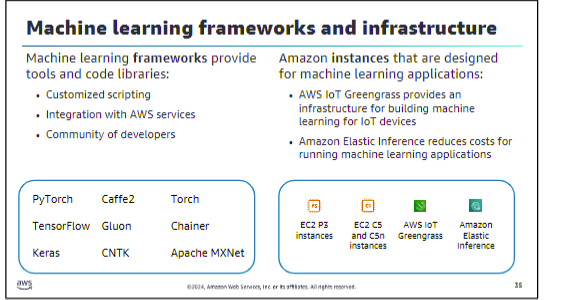 Machine learning frameworks and infrastructure
Machine learning frameworks provide
tools and code libraries:
• Customized scripting
• Integration with AWS services
• Community of developers
Amazon instances that are designed
for machine learning applications:
• AWS IoT Greengrass provides an
infrastructure for building machine
learning for IoT devices
• Amazon Elastic Inference reduces costs for
running machine learning applications
PyTorch Caffe2 Torch
TensorFlow Gluon Chainer
Keras CNTK Apache MXNet
P3
EC2 P3
instances
C5
EC2 C5
and C5n
instances
AWS IoT
Greengrass
Amazon
Elastic
Inference
aws
©2024, Amazon Web Services, Inc. or its affiliates. All rights reserved.
35